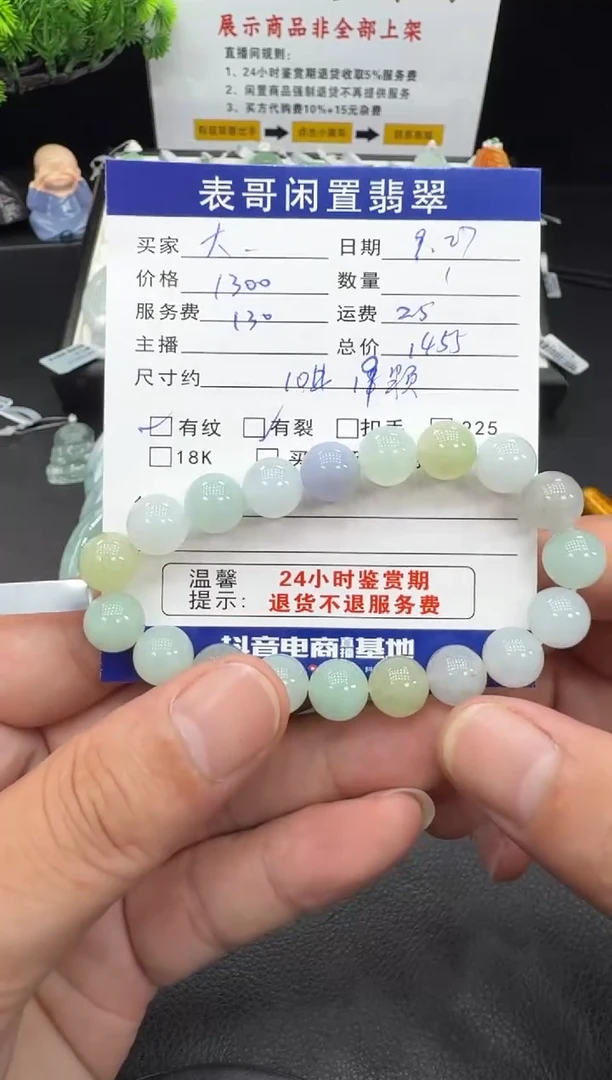 展示商品非全部上架
直播间规则:
1、24小时鉴赏期退货收取5%服务费
2、闲置商品强制退货不再提供服务
3、买方代购费10%+15元杂费
表哥闲置翡翠
买家 大一 日期 9.27
价格 1300 数量 1
服务费 130 运费 25
主播 总价 1455
尺寸约
有纹 有裂
18K 买
温馨 24小时鉴赏期
提示: 退货不退服务费
抖音电商直播基地